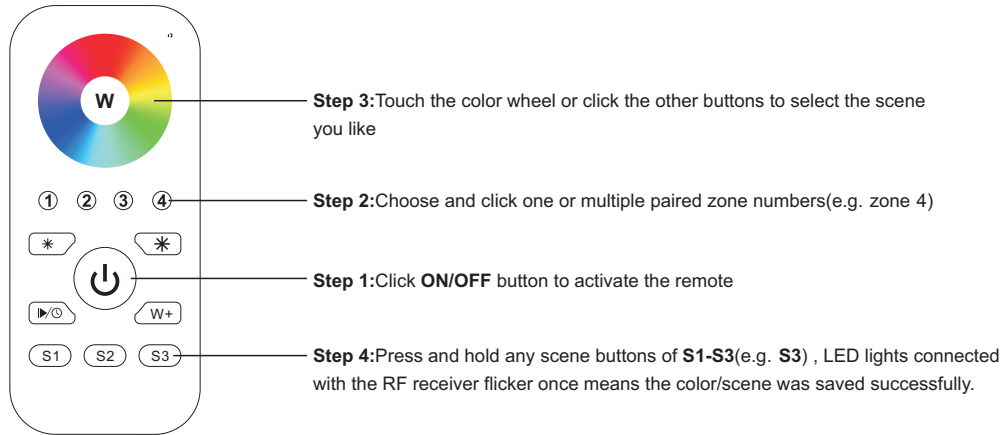 W
Step 3:Touch the color wheel or click the other buttons to select the scene
you like
1 2 3 4
Step 2:Choose and click one or multiple paired zone numbers(e.g. zone 4)
Step 1:Click ON/OFF button to activate the remote
W+
S1 S2 S3
Step 4:Press and hold any scene buttons of S1-S3(e.g. S3) , LED lights connected
with the RF receiver flicker once means the color/scene was saved successfully.